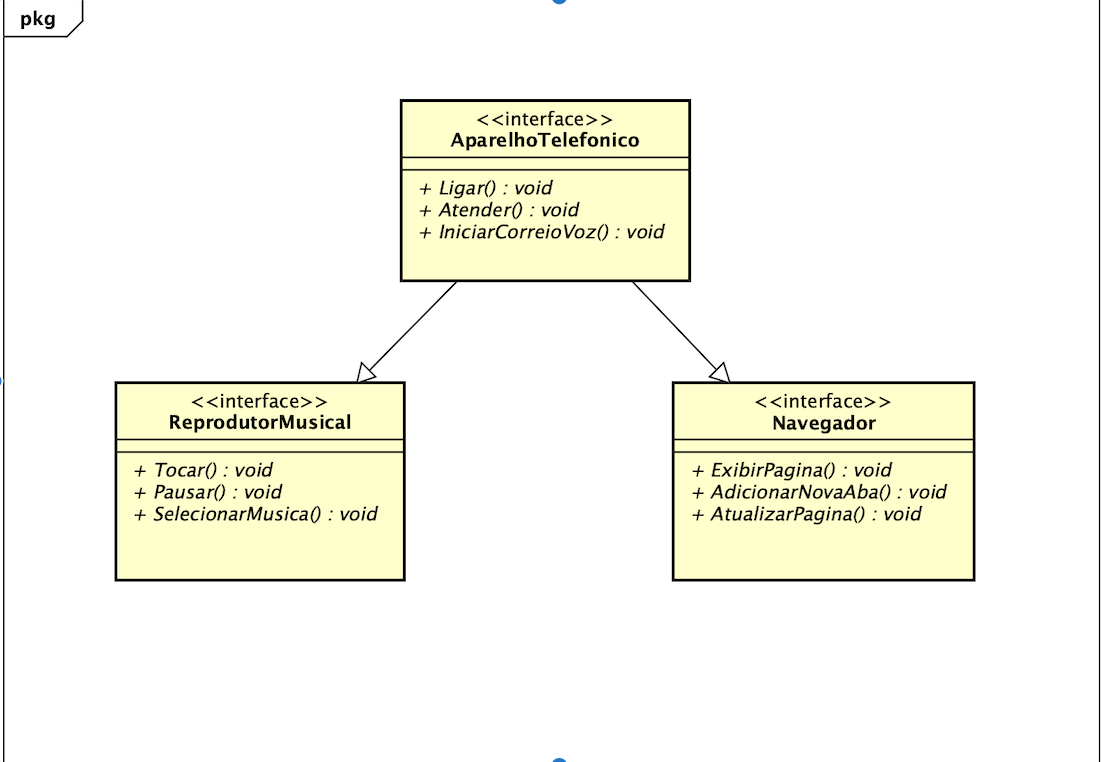 pkg
<<interface>>
AparelhoTelefonico
+ Ligar() : void
+ Atender() : void
+ IniciarCorreioVoz() : void
<<interface>>
ReprodutorMusical
+ Tocar() : void
+ Pausar() : void
+ SelecionarMusica() : void
<<interface>>
Navegador
+ ExibirPagina() : void
+ AdicionarNovaAba() : void
+ AtualizarPagina() : void